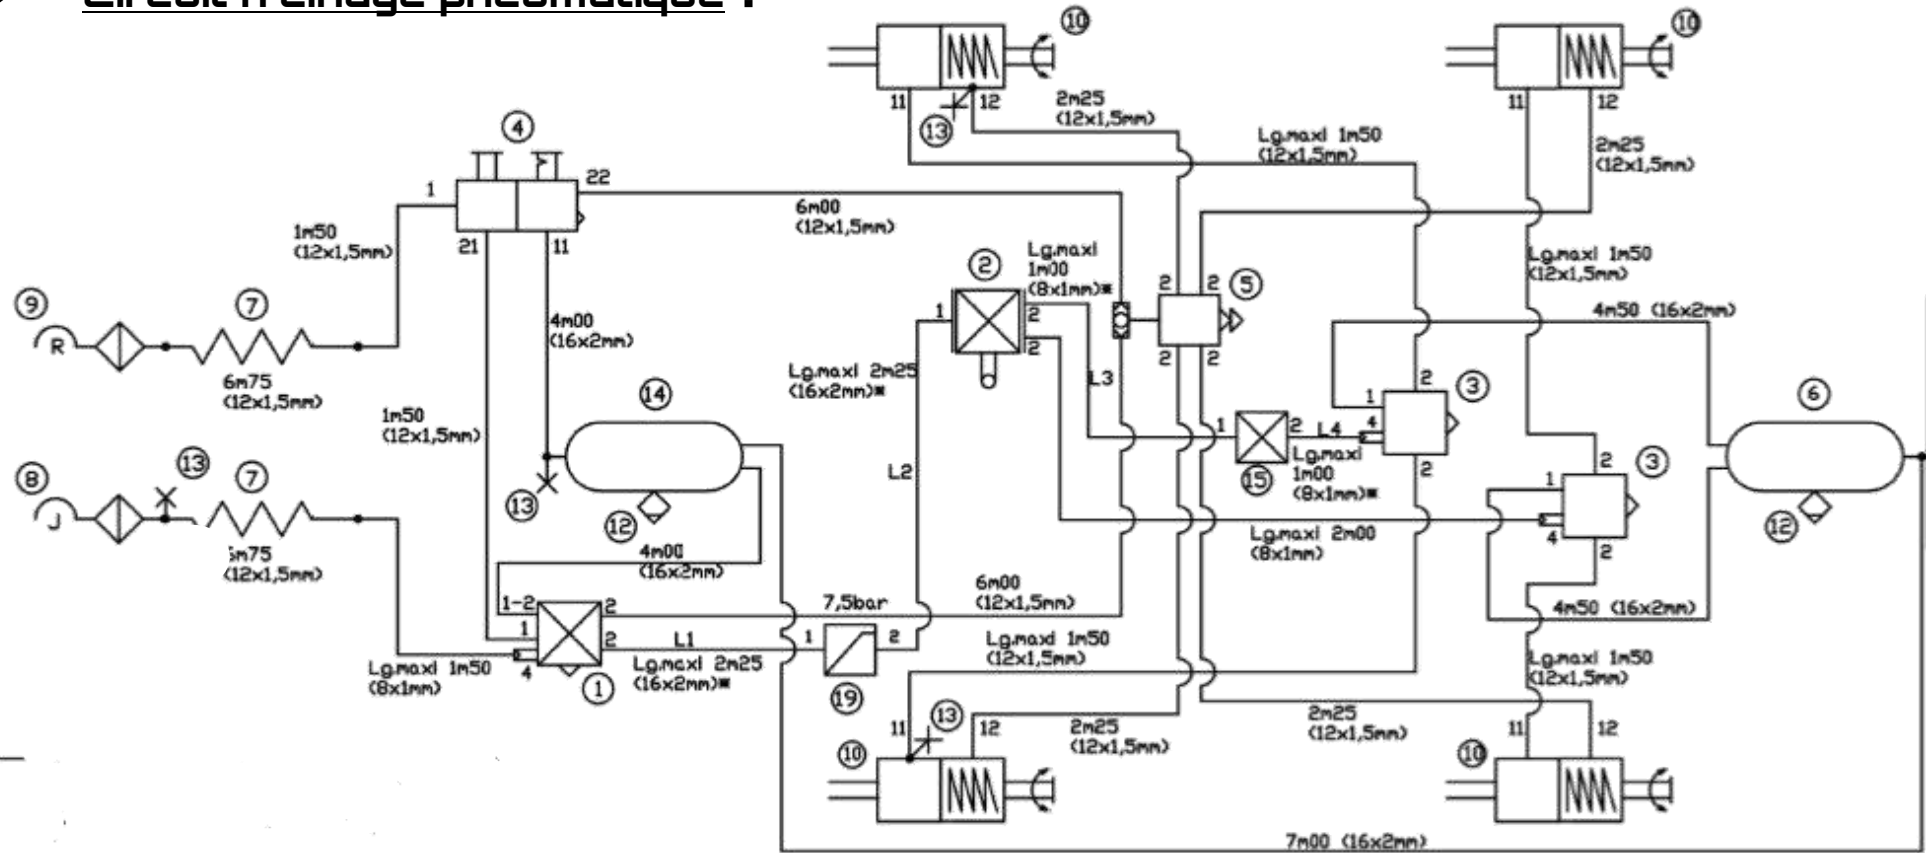 Circuit freinage pneumatique :
10
10
11
12
13
2m25
(12x1,5mm)
11
12
4
1
22
Lg.maxi 1m50
(12x1,5mm)
2m25
(12x1,5mm)
6m00
(12x1,5mm)
1m50
(12x1,5mm)
21
11
Lg.maxi
1m00
(8x1mm)*
2
Lg.maxi 1m50
(12x1,5mm)
9
R
7
6m75
(12x1,5mm)
4m00
(16x2mm)
1
2
2
2
2
5
2
2
4m50 (16x2mm)
Lg.maxi 2m25
(16x2mm)*
L3
2
3
1
4
6
14
1m50
(12x1,5mm)
1
2
L4
15
Lg.maxi
1m00
(8x1mm)*
2
8
J
13
7
L2
2
3
1
4
2
13
12
12
Lg.maxi 2m00
(8x1mm)
m75
(12x1,5mm)
4m00
(16x2mm)
1-2
2
7,5bar
6m00
(12x1,5mm)
4m50 (16x2mm)
1
2
L1
1
2
Lg.maxi 1m50
(12x1,5mm)
Lg.maxi 1m50
(8x1mm)
4
1
Lg.maxi 2m25
(16x2mm)*
19
Lg.maxi 1m50
(12x1,5mm)
11
13
12
2m25
(12x1,5mm)
2m25
(12x1,5mm)
11
12
10
10
7m00 (16x2mm)